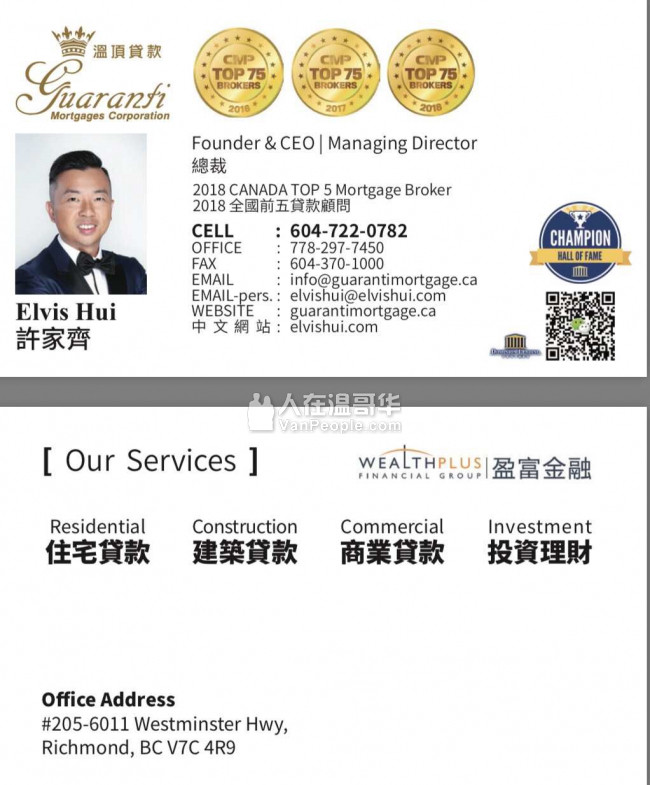 溫頂貸款
Guaranti
Mortgages Corporation
CMP
TOP 75
BROKERS
2016
CMP
TOP 75
BROKERS
2017
CMP
TOP 75
BROKERS
2018
Founder & CEO | Managing Director
總裁
2018 CANADA TOP 5 Mortgage Broker
2018 全國前五貸款顧問
CELL : 604-722-0782
OFFICE : 778-297-7450
FAX : 604-370-1000
EMAIL : info@guarantimortgage.ca
EMAIL-pers. : elvishui@elvishui.com
WEBSITE : guarantimortgage.ca
中文網站 : elvishui.com
Elvis Hui
許家齊
CHAMPION
HALL OF FAME
人在温哥华
VanPeople.com
[ Our Services ]
WEALTHPLUS
FINANCIAL GROUP
盈富金融
Residential Construction Commercial Investment
住宅貸款 建築貸款 商業貸款 投資理財
Office Address
#205-6011 Westminster Hwy,
Richmond, BC V7C 4R9